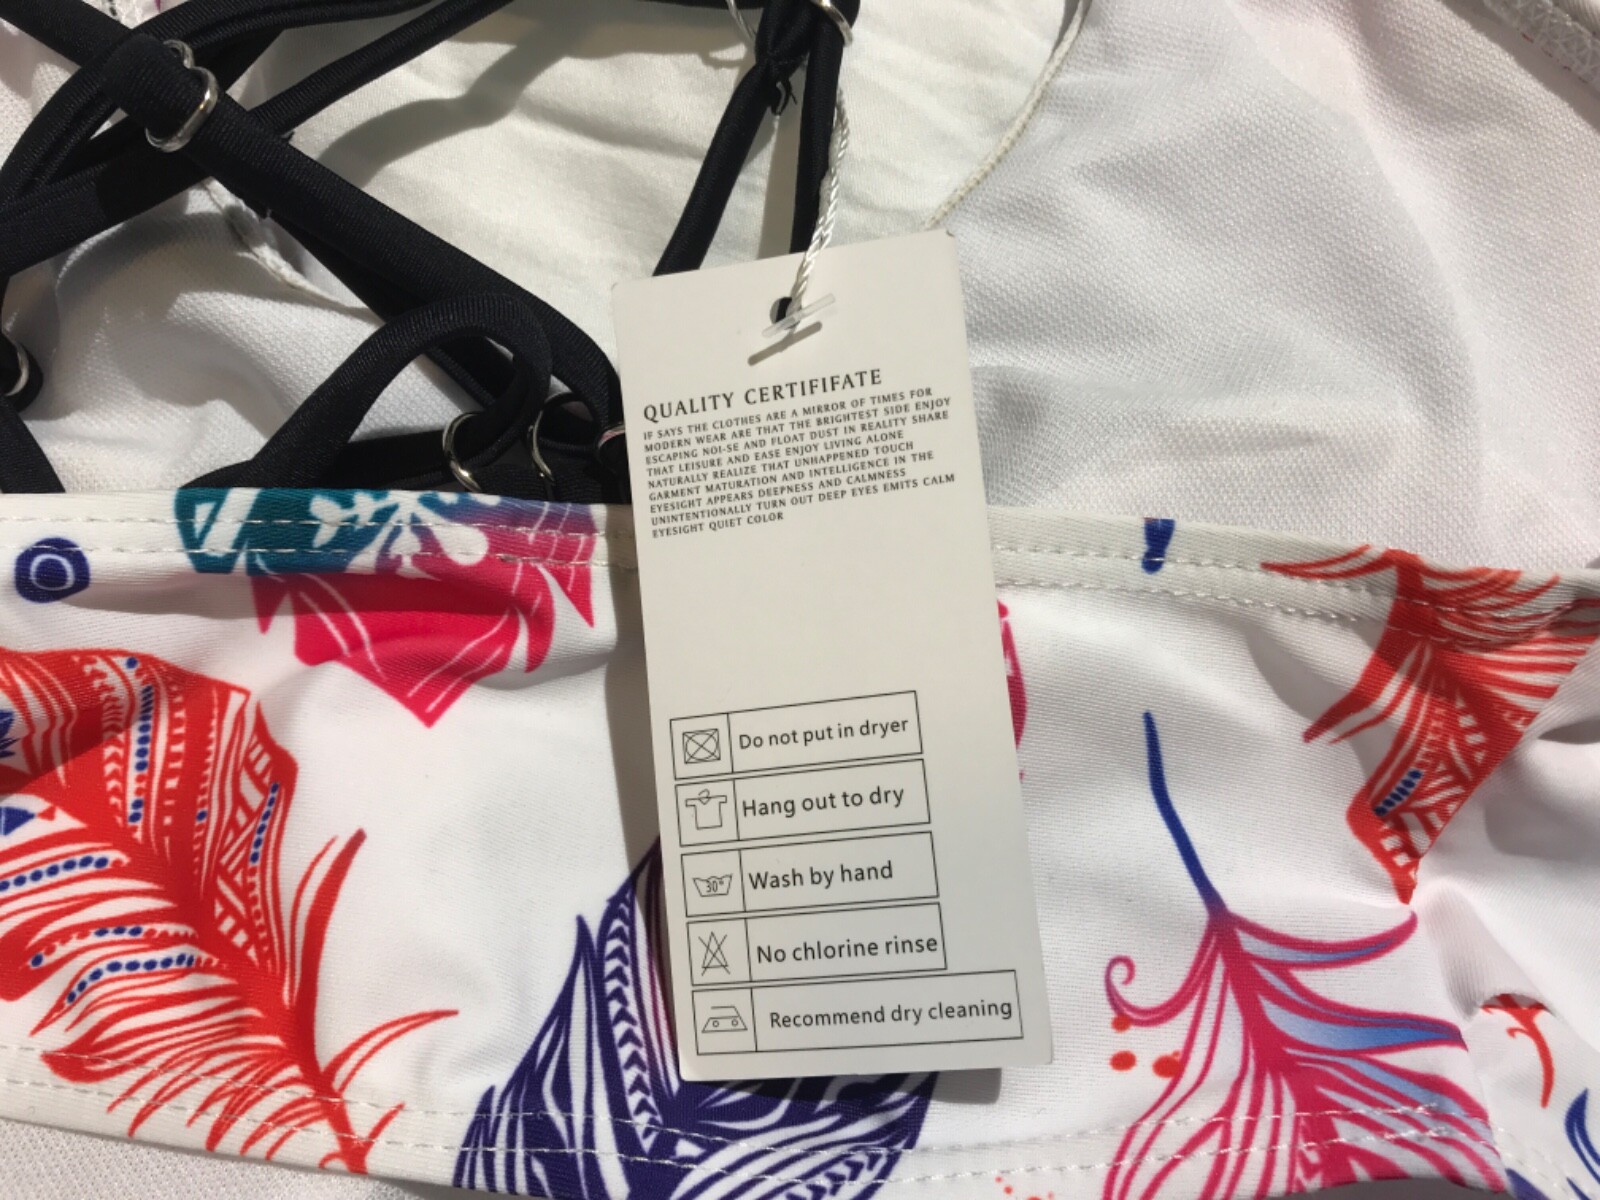 QUALITY CERTIFIFATE
IF SAYS THE CLOTHES ARE A MIRROR OF TIMES FOR
MODERN WEAR ARE THAT THE BRIGHTEST SIDE ENJOY
ESCAPING NOI-SE AND FLOAT DUST IN REALITY SHARE
THAT LEISURE AND EASE ENJOY LIVING ALONE
NATURALLY REALIZE THAT UNHAPPENED TOUCH
GARMENT MATURATION AND INTELLIGENCE IN THE
EYESIGHT APPEARS DEEPNESS AND CALMNESS
UNINTENTIONALLY TURN OUT DEEP EYES EMITS CALM
EYESIGHT QUIET COLOR
Do not put in dryer
Hang out to dry
30° Wash by hand
No chlorine rinse
Recommend dry cleaning